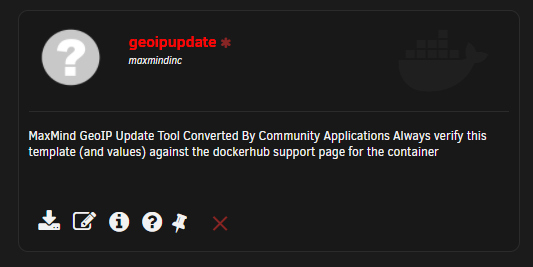 geoipupdate *
maxmindinc
MaxMind GeoIP Update Tool Converted By Community Applications Always verify this
template (and values) against the dockerhub support page for the container